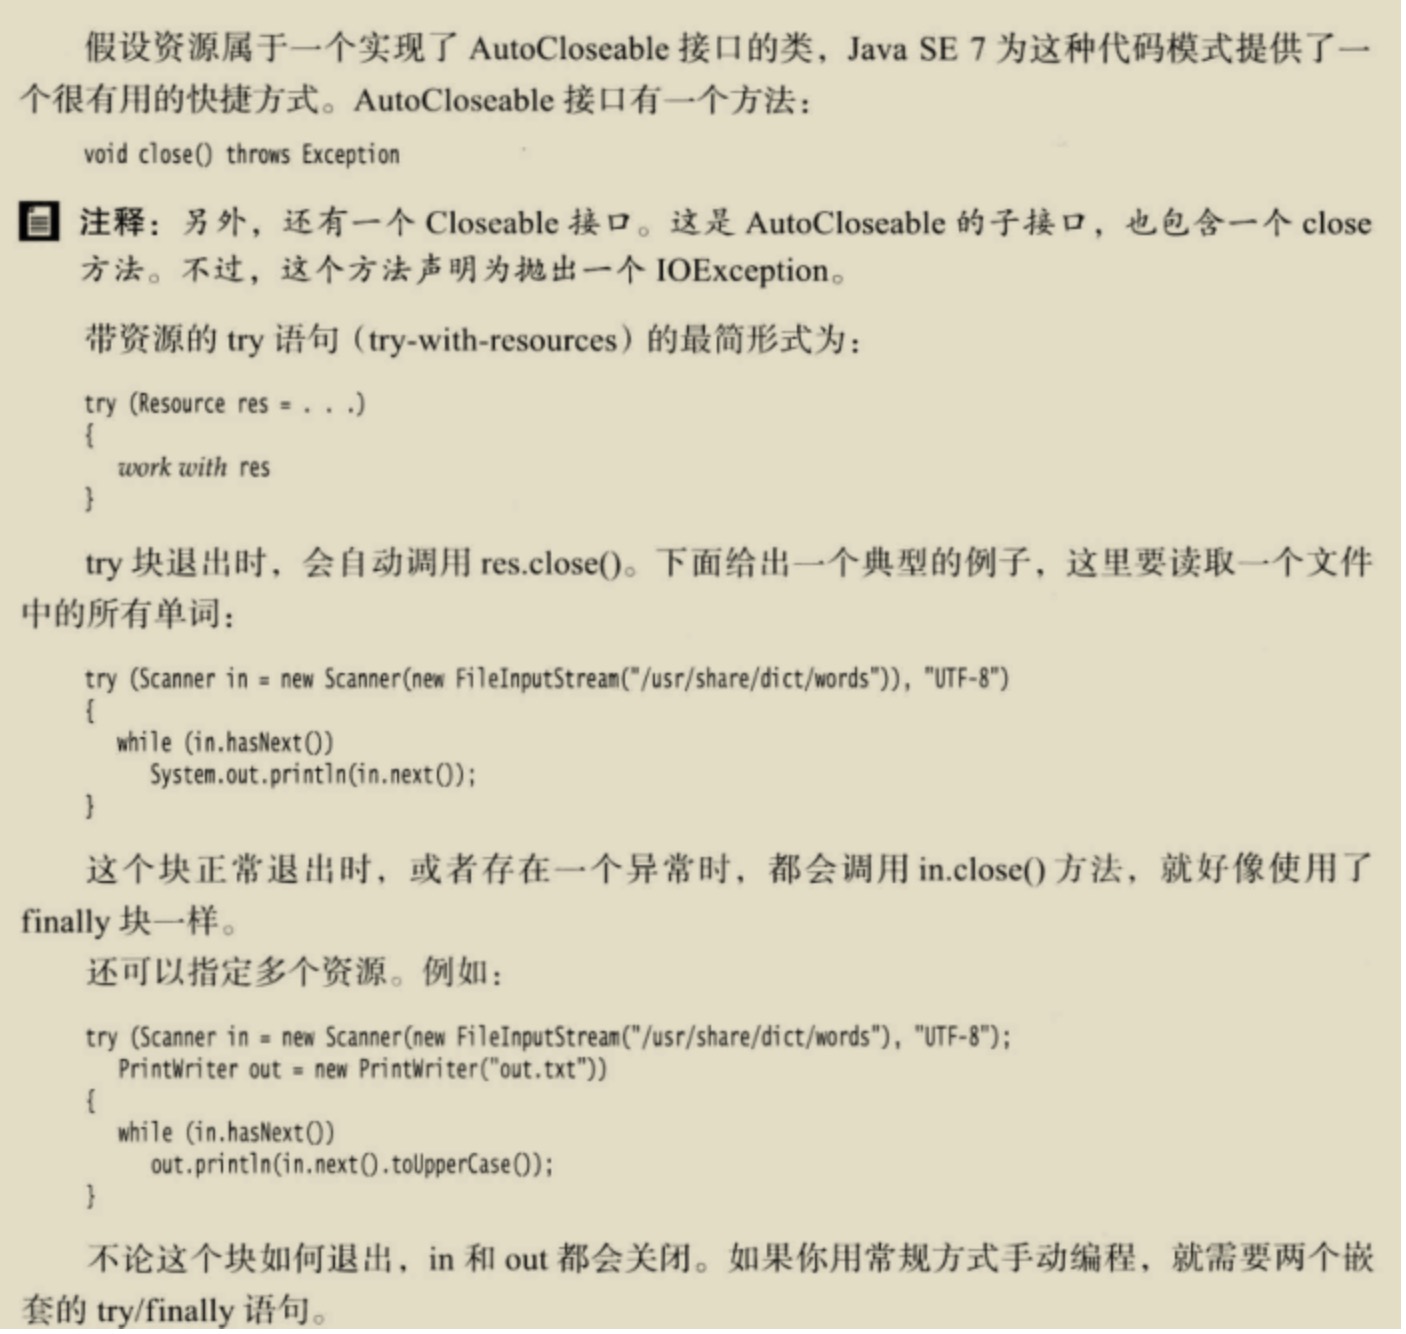 假设资源属于一个实现了 AutoCloseable 接口的类，Java SE 7 为这种代码模式提供了一
个很有用的快捷方式。AutoCloseable 接口有一个方法：
void close() throws Exception
注释：另外，还有一个 Closeable 接口。这是 AutoCloseable 的子接口，也包含一个 close
方法。不过，这个方法声明为抛出一个 IOException。
带资源的 try 语句（try-with-resources）的最简形式为：
try (Resource res = . . .)
{
work with res
}
try 块退出时，会自动调用 res.close()。下面给出一个典型的例子，这里要读取一个文件
中的所有单词：
try (Scanner in = new Scanner(new FileInputStream("/usr/share/dict/words")), "UTF-8")
{
while (in.hasNext())
System.out.println(in.next());
}
这个块正常退出时，或者存在一个异常时，都会调用 in.close() 方法，就好像使用了
finally 块一样。
还可以指定多个资源。例如：
try (Scanner in = new Scanner(new FileInputStream("/usr/share/dict/words"), "UTF-8");
PrintWriter out = new PrintWriter("out.txt"))
{
while (in.hasNext())
out.println(in.next().toUpperCase());
}
不论这个块如何退出，in 和 out 都会关闭。如果你用常规方式手动编程，就需要两个嵌
套的 try/finally 语句。